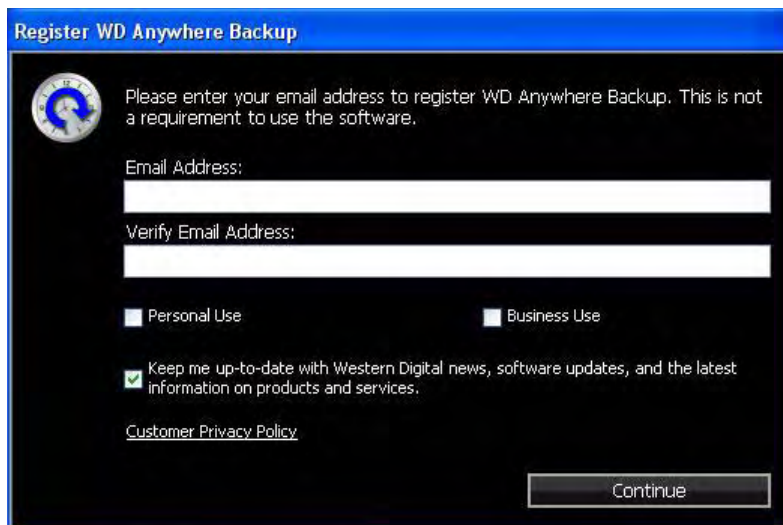 Register WD Anywhere Backup
Please enter your email address to register WD Anywhere Backup. This is not
a requirement to use the software.
Email Address:
Verify Email Address:
Personal Use
Business Use
Keep me up-to-date with Western Digital news, software updates, and the latest
information on products and services.
Customer Privacy Policy
Continue